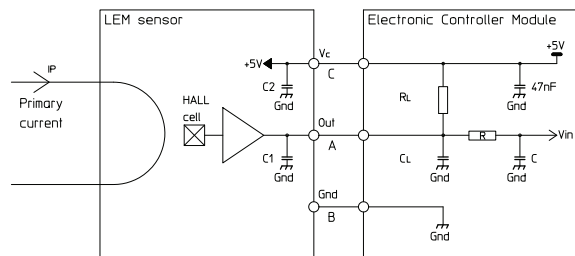 LEM sensor
Electronic Controller Module
IP
Primary
current
HALL
cell
+5V
C2
Gnd
Vc
C
+5V
RL
47nF
Gnd
Out
A
C1
Gnd
R
Vin
CL
Gnd
C
Gnd
Gnd
B
Gnd